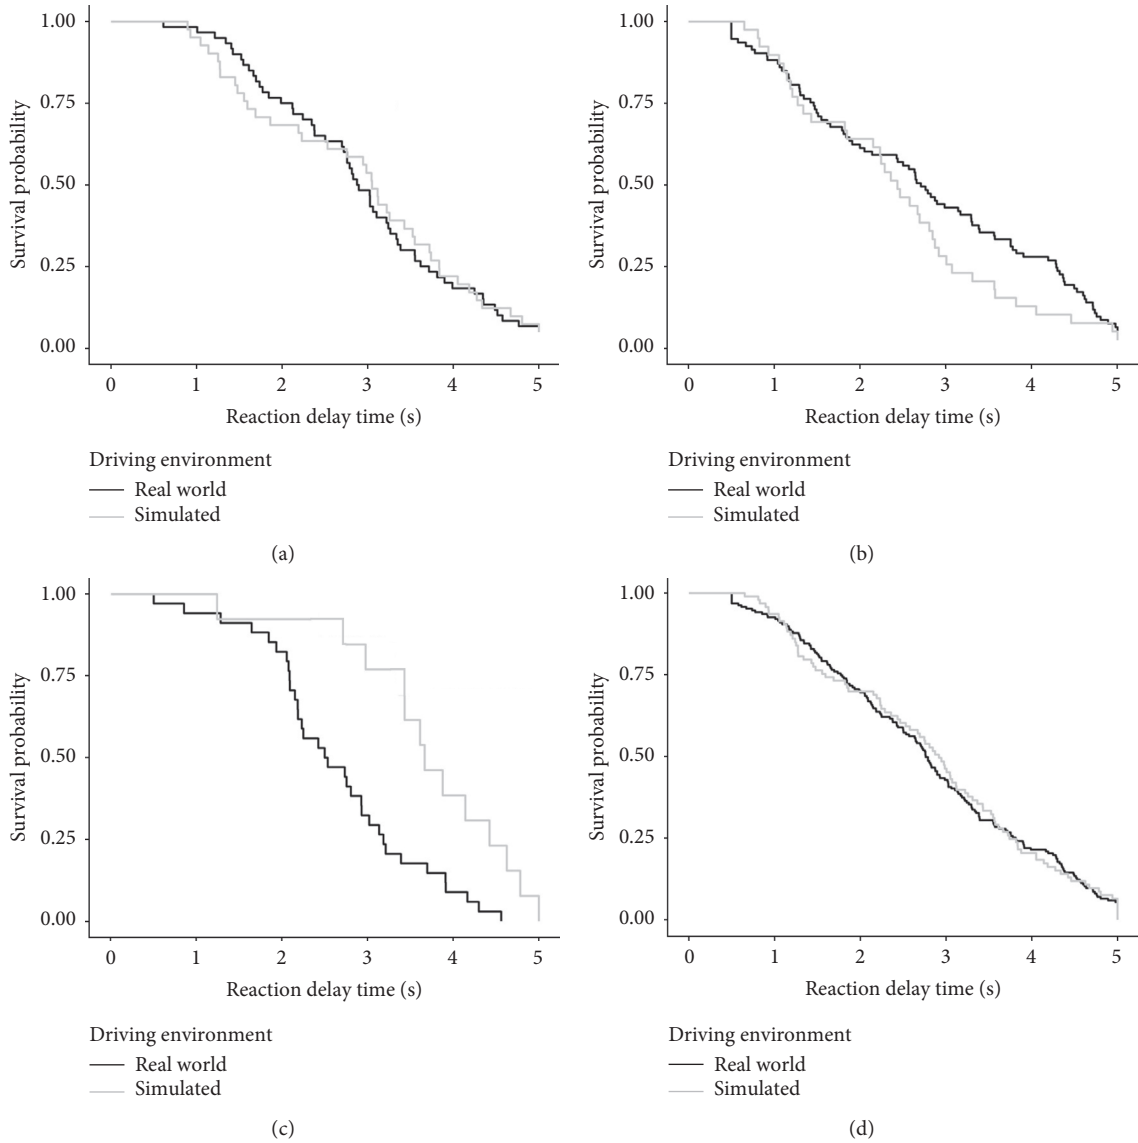 1.00
0.75
0.50
0.25
0.00
Survival probability
0 1 2 3 4 5
Reaction delay time (s)
Driving environment
Real world
Simulated
(a)
1.00
0.75
0.50
0.25
0.00
Survival probability
0 1 2 3 4 5
Reaction delay time (s)
Driving environment
Real world
Simulated
(b)
1.00
0.75
0.50
0.25
0.00
Survival probability
0 1 2 3 4 5
Reaction delay time (s)
Driving environment
Real world
Simulated
(c)
1.00
0.75
0.50
0.25
0.00
Survival probability
0 1 2 3 4 5
Reaction delay time (s)
Driving environment
Real world
Simulated
(d)